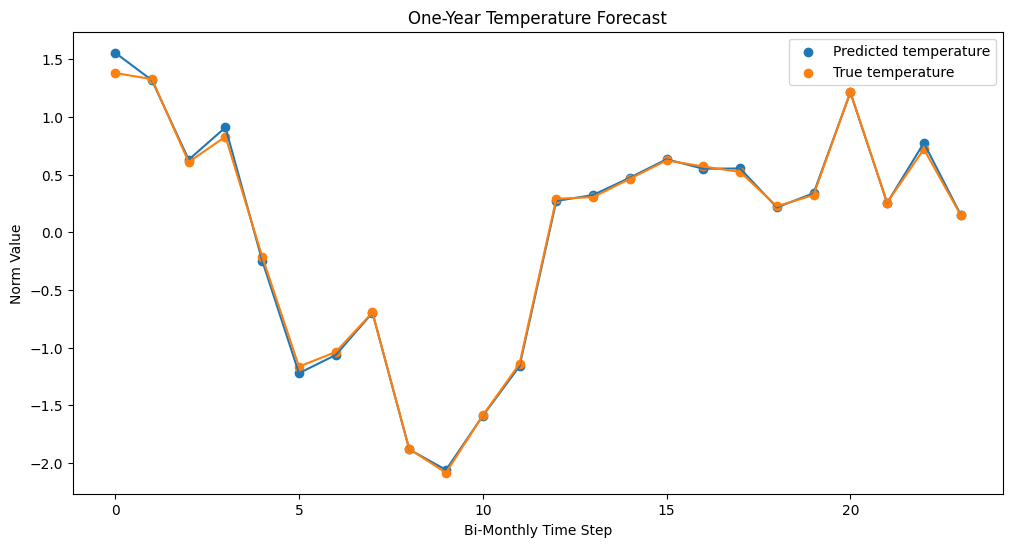 One-Year Temperature Forecast
Predicted temperature
True temperature
1.5
1.0
0.5
0.0
−0.5
−1.0
−1.5
−2.0
Norm Value
0 5 10 15 20
Bi-Monthly Time Step